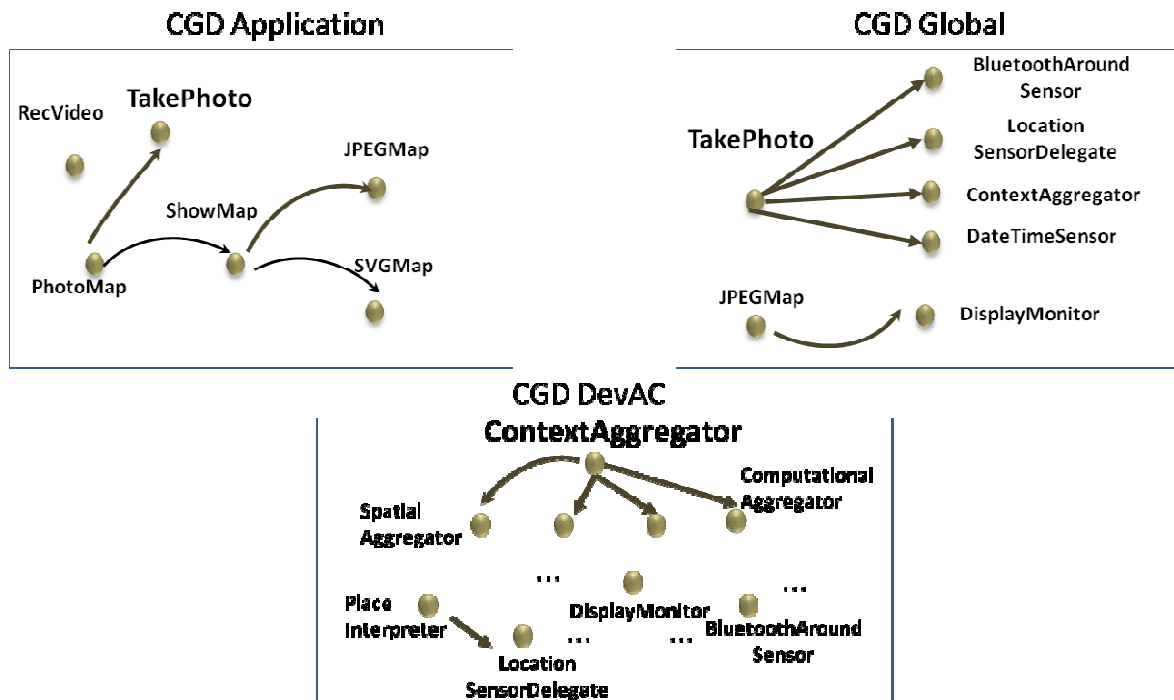 CGD Application
RecVideo
TakePhoto
JPEGMap
ShowMap
PhotoMap
SVGMap
CGD Global
BluetoothAround
Sensor
TakePhoto
Location
SensorDelegate
ContextAggregator
DateTimeSensor
JPEGMap
DisplayMonitor
CGD DevAC
ContextAggregator
Spatial
Aggregator
Computational
Aggregator
...
...
Place
Interpreter
DisplayMonitor
BluetoothAround
Sensor
...
...
Location
SensorDelegate